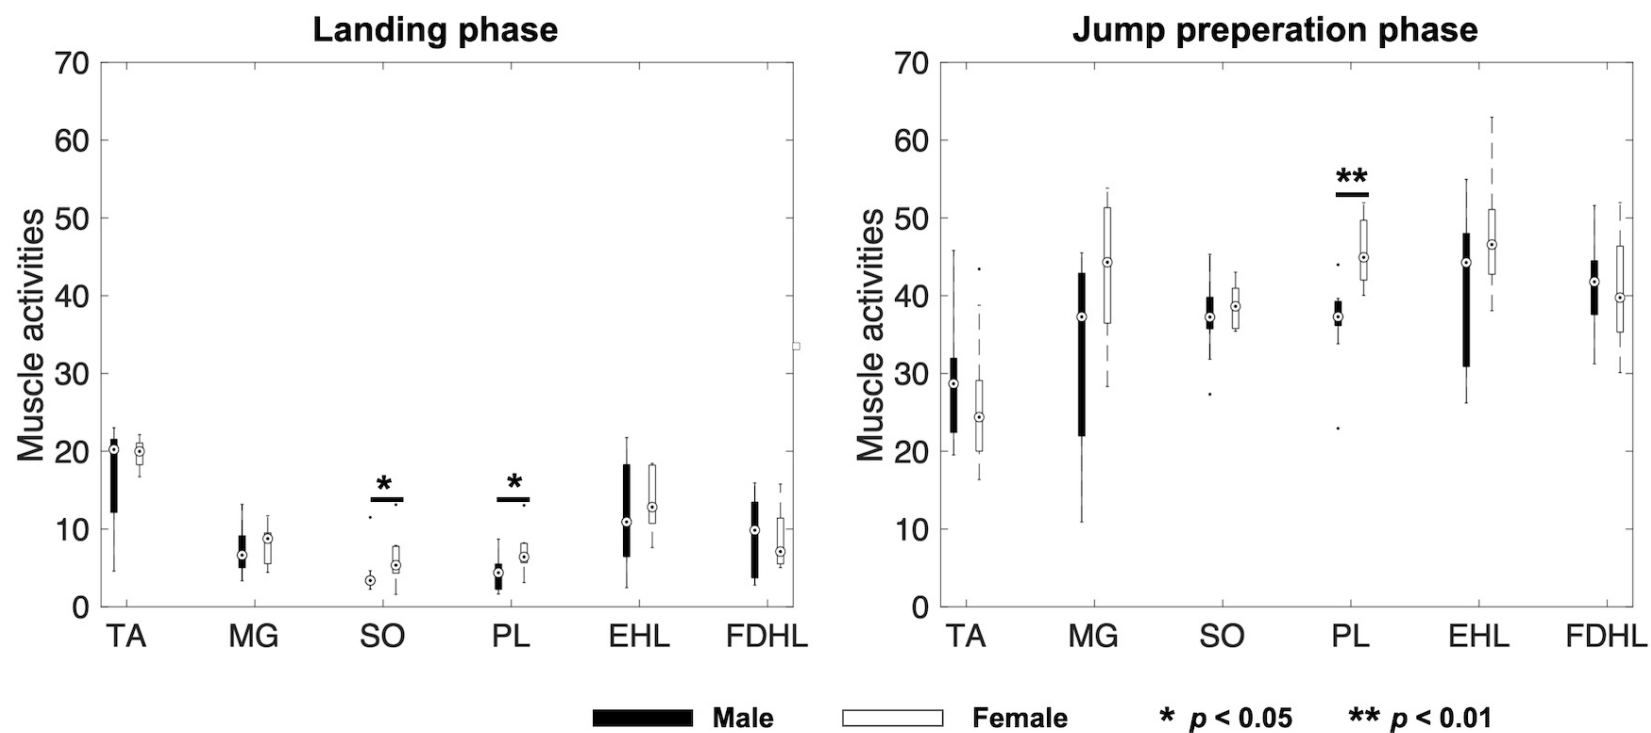 Landing phase
70
60
50
40
30
20
10
0
Muscle activities
TA MG SO PL EHL FDHL
*
*
Jump preperation phase
70
60
50
40
30
20
10
0
Muscle activities
TA MG SO PL EHL FDHL
**
Male Female * p < 0.05 ** p < 0.01